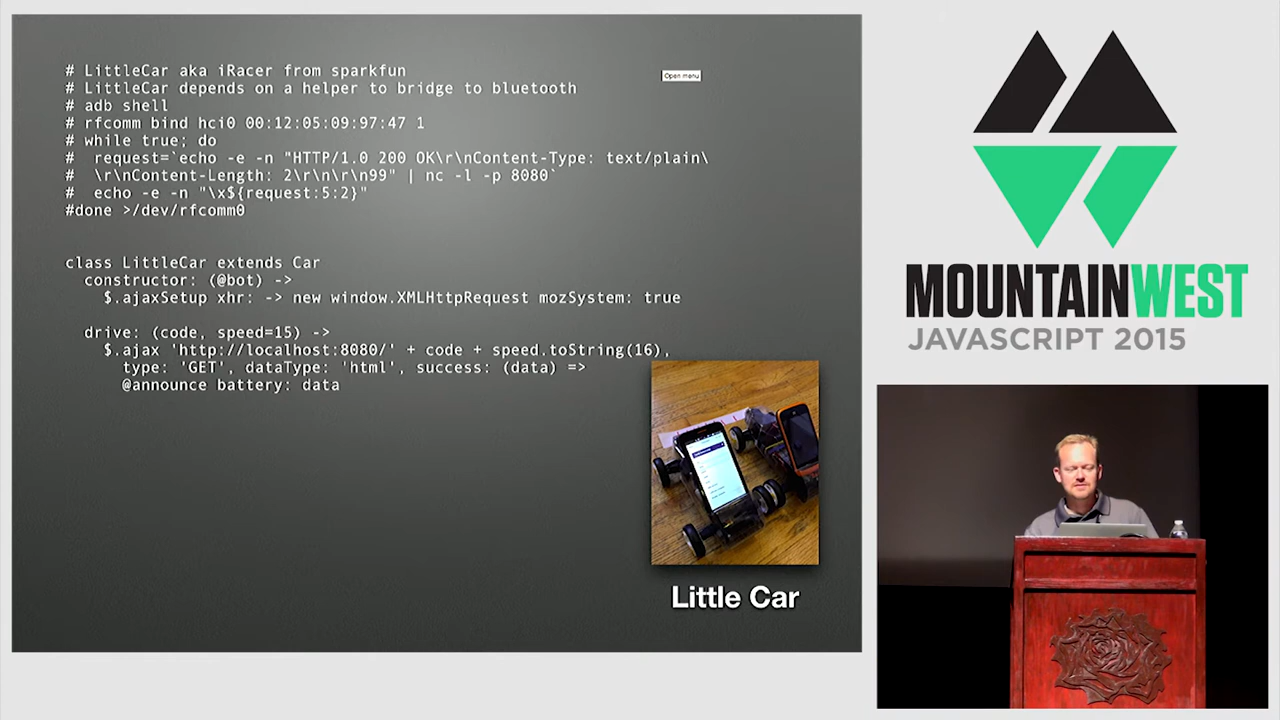 # LittleCar aka iRacer from sparkfun
# LittleCar depends on a helper to bridge to bluetooth
# adb shell
# rfcomm bind hci0 00:12:05:09:97:47 1
# while true; do
#  request=`echo -e -n "HTTP/1.0 200 OK\r\nContent-Type: text/plain\
#  \r\nContent-Length: 2\r\n\r\n99" | nc -l -p 8080`
#  echo -e -n "\x${request:5:2}"
#done >/dev/rfcomm0
class LittleCar extends Car
constructor: (@bot) ->
$.ajaxSetup xhr: -> new window.XMLHttpRequest mozSystem: true
drive: (code, speed=15) ->
$.ajax 'http://localhost:8080/' + code + speed.toString(16),
type: 'GET', dataType: 'html', success: (data) =>
@announce battery: data
Open menu
Little Car
MOUNTAINWEST
JAVASCRIPT 2015